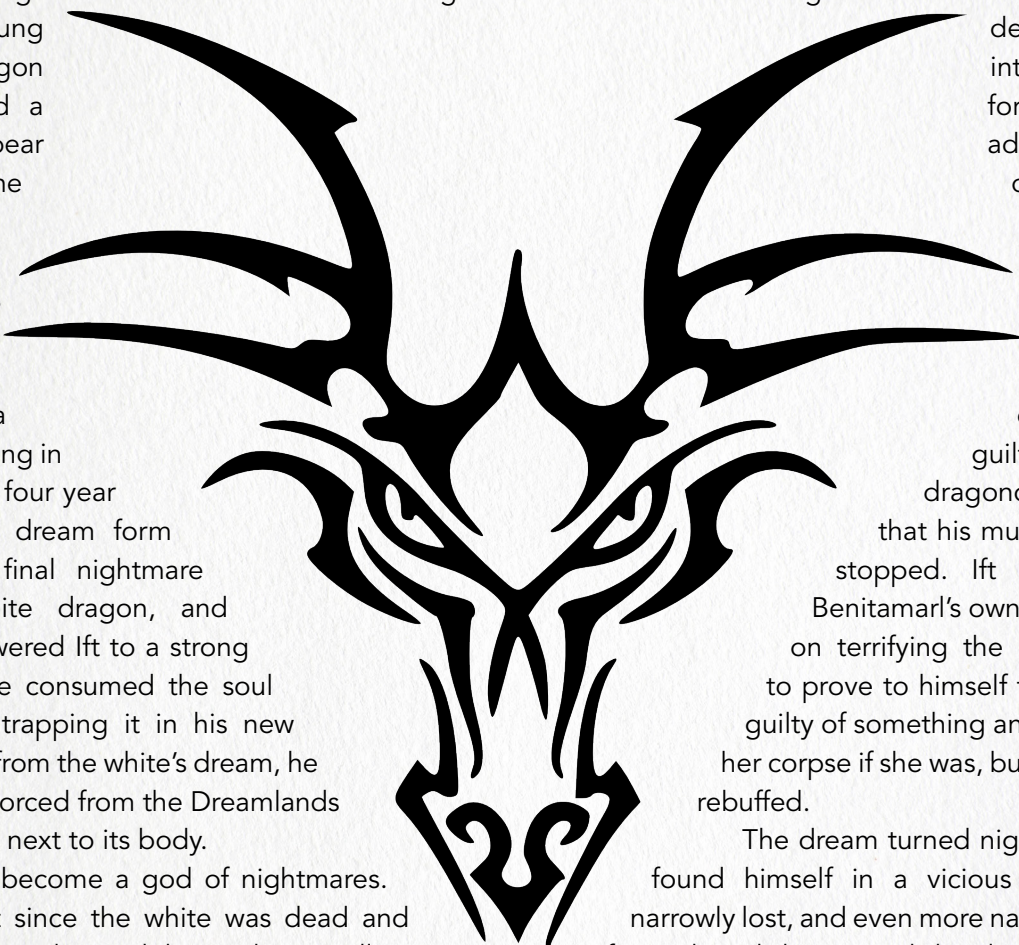 ung
gon
d a
pear
ne
a
ng in
four year
dream form
final nightmare
ite dragon, and
wered Ift to a strong
e consumed the soul
trapping it in his new
from the white's dream, he
orced from the Dreamlands
next to its body.
become a god of nightmares.
since the white was dead and
de
int
for
ad
guil
drago
that his mu
stopped. Ift
Benitamarl's own
on terrifying the
to prove to himself
guilty of something an
her corpse if she was, bu
rebuffed.
The dream turned nig
found himself in a vicious
narrowly lost, and even more na